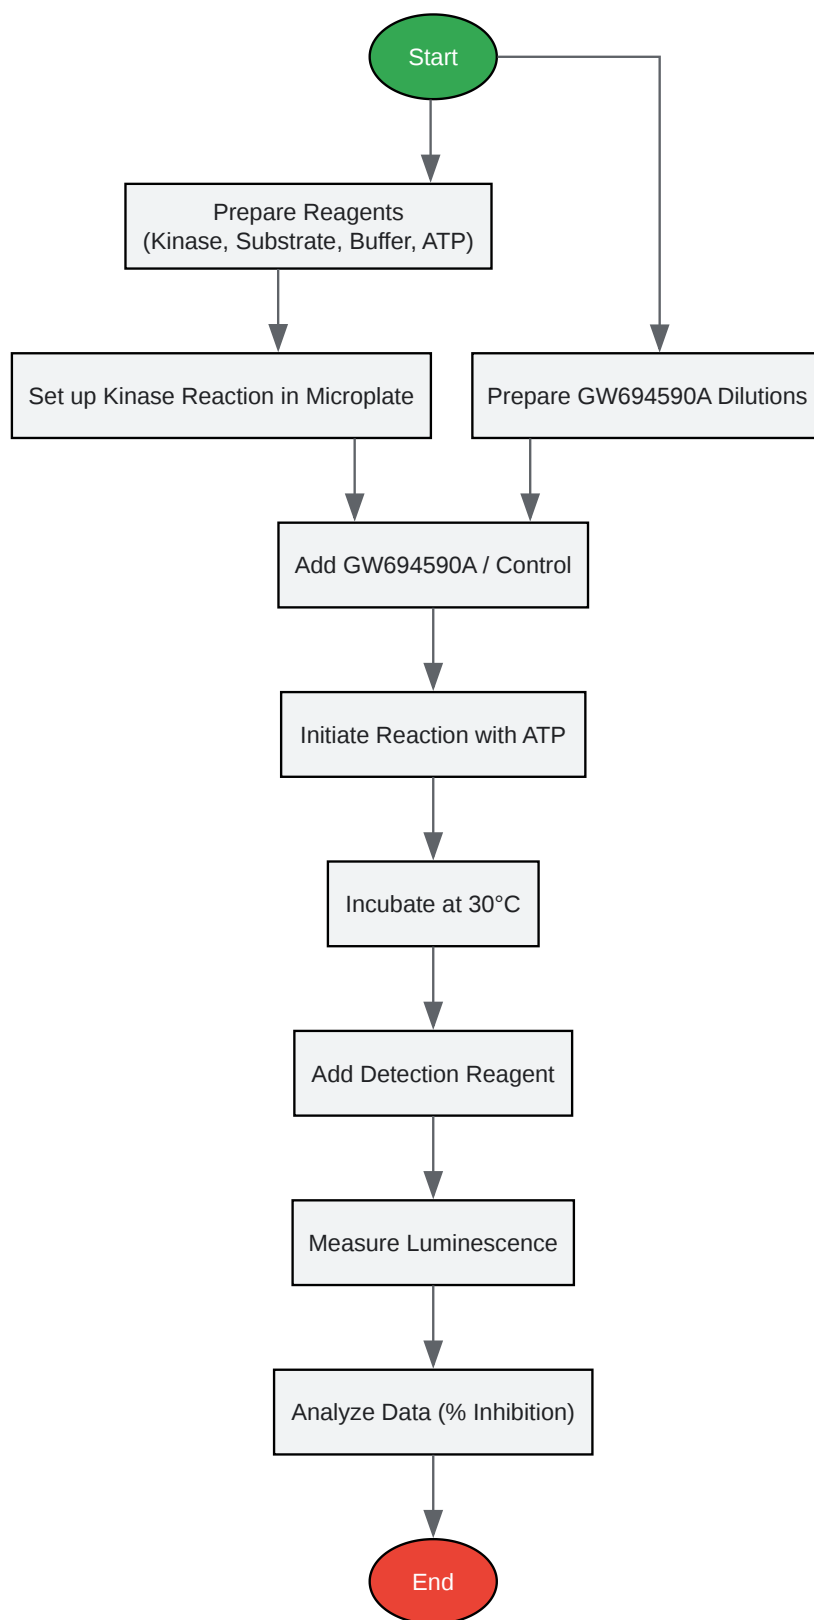 Start
Prepare Reagents
(Kinase, Substrate, Buffer, ATP)
Set up Kinase Reaction in Microplate
Prepare GW694590A Dilutions
Add GW694590A / Control
Initiate Reaction with ATP
Incubate at 30°C
Add Detection Reagent
Measure Luminescence
Analyze Data (% Inhibition)
End